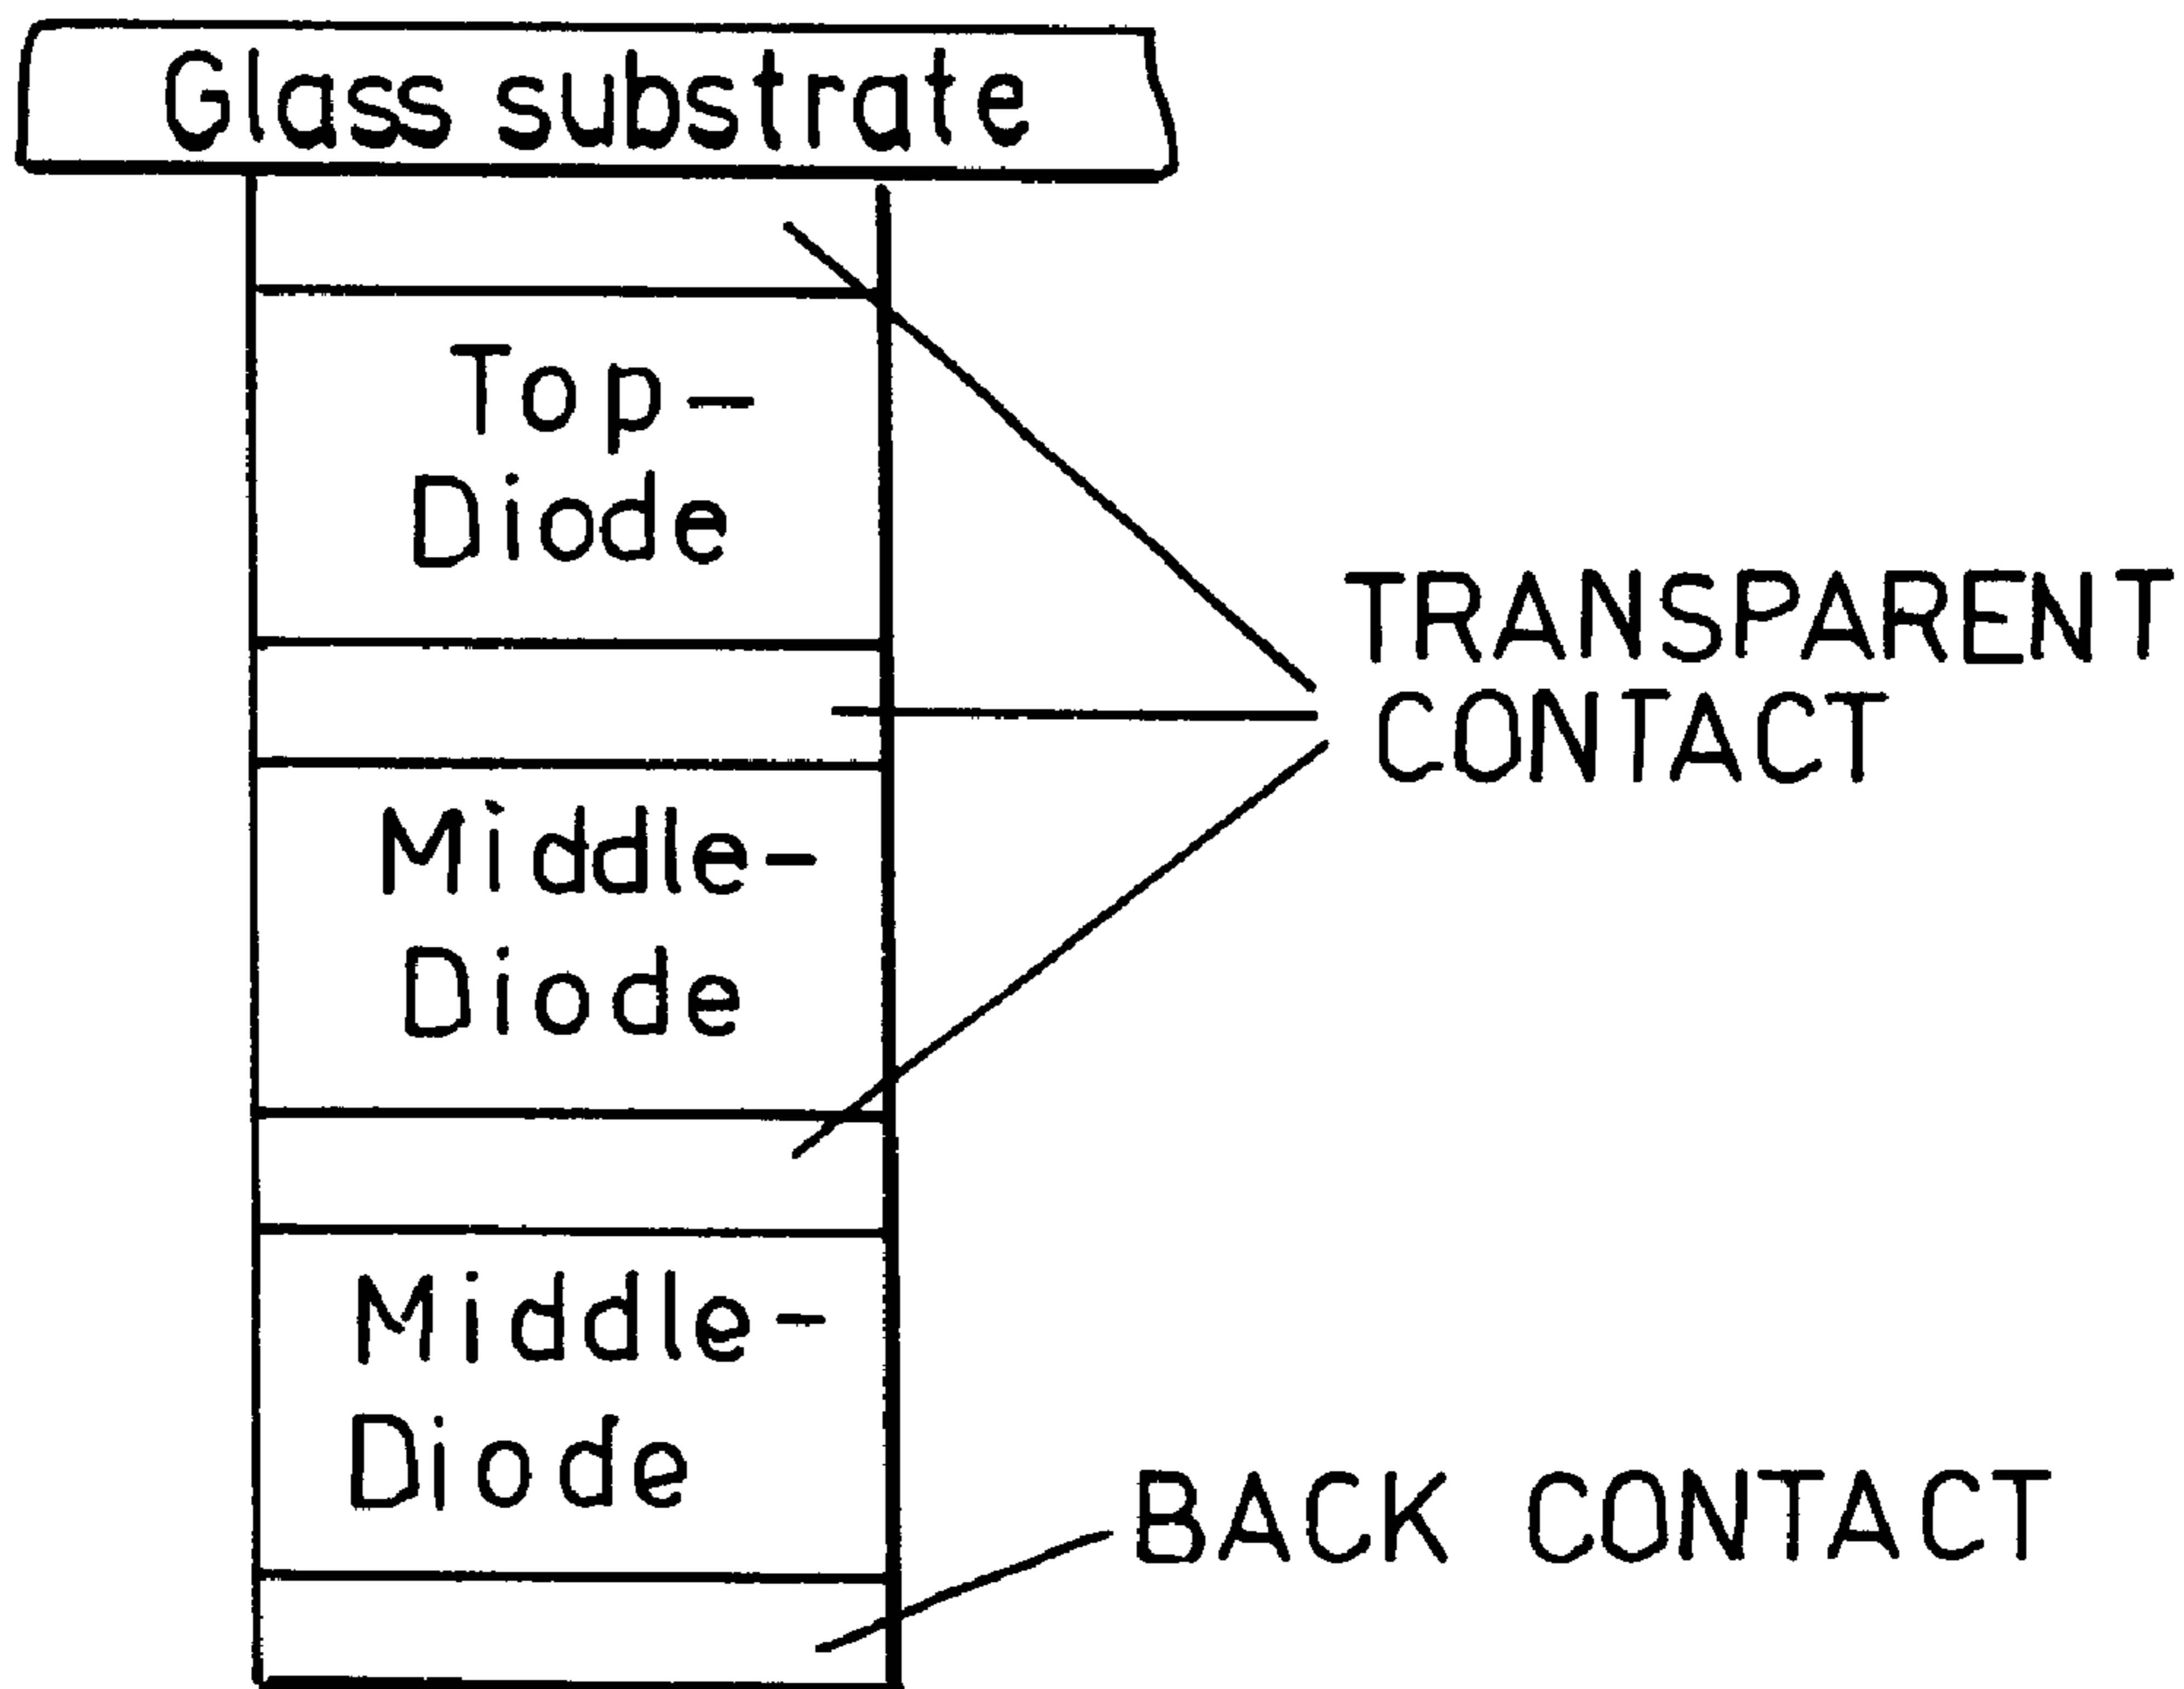 Glass substrate
Top-
Diode
TRANSPARENT
CONTACT
Middle-
Diode
Middle-
Diode
BACK CONTACT